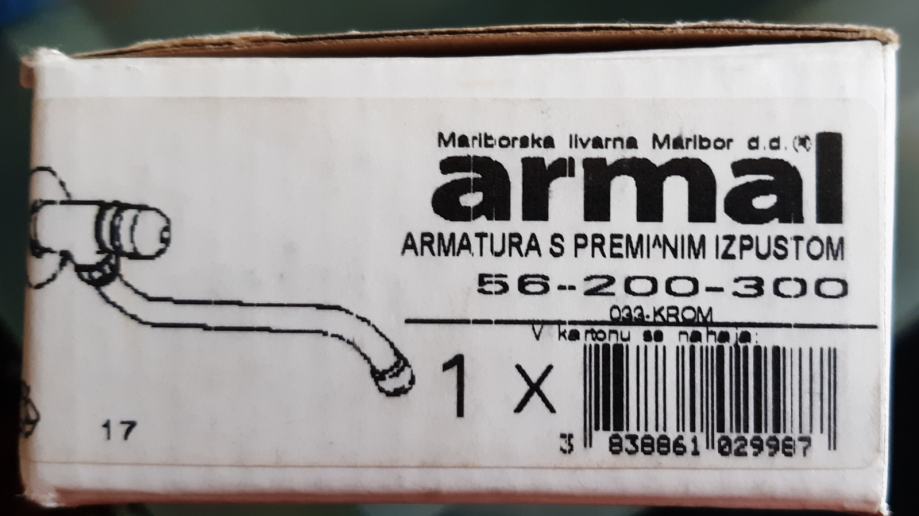 Mariborska livarna Maribor d.d. ®
armal
ARMATURA S PREMI^NIM IZPUSTOM
56-200-300
033-KROM
V kartonu se nahaja:
1 X
3 838861 029987
17